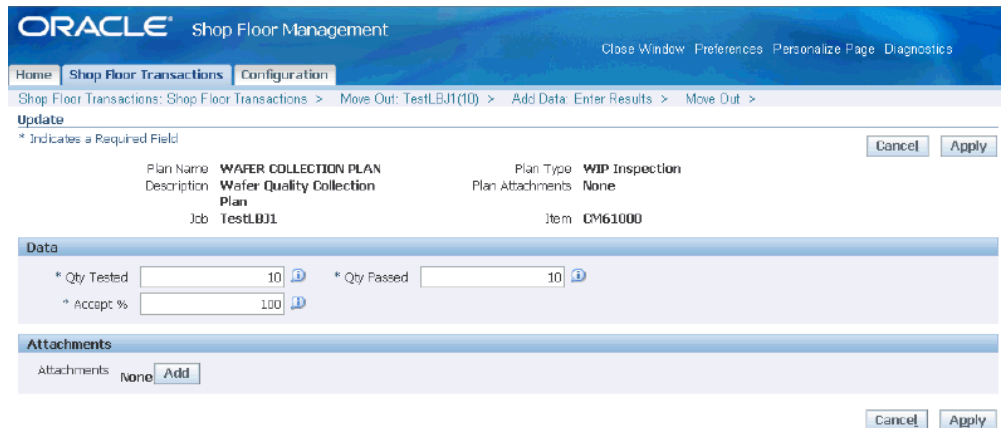 ORACLE® Shop Floor Management
Close Window Preferences Personalize Page Diagnostics
Home Shop Floor Transactions Configuration
Shop Floor Transactions: Shop Floor Transactions > Move Out: TestLBJ1(10) > Add Data: Enter Results > Move Out >
Update
* Indicates a Required Field
Cancel Apply
Plan Name WAFER COLLECTION PLAN Plan Type WIP Inspection
Description Wafer Quality Collection Plan Attachments None
Plan
Job TestLBJ1 Item CM61000
Data
* Qty Tested 10 * Qty Passed 10
* Accept % 100
Attachments
Attachments None Add
Cancel Apply